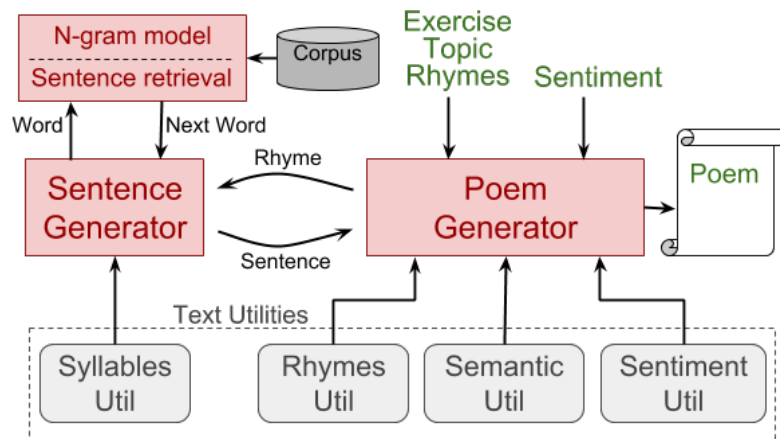 N-gram model
Sentence retrieval
Corpus
Exercise
Topic
Rhymes
Sentiment
Word
Next Word
Rhyme
Sentence
Generator
Poem
Generator
Poem
Sentence
Text Utilities
Syllables
Util
Rhymes
Util
Semantic
Util
Sentiment
Util